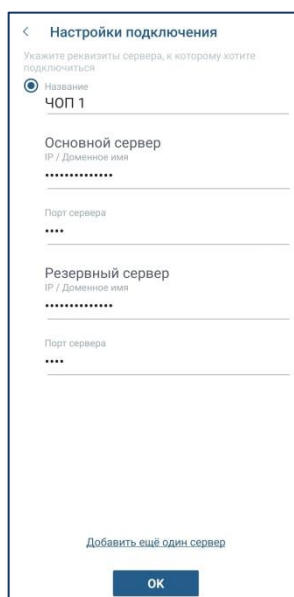 Настройки подключения
Укажите реквизиты сервера, к которому хотите
подключиться
Название
ЧОП 1
Основной сервер
IP / Доменное имя
••••••••••••••
Порт сервера
••••
Резервный сервер
IP / Доменное имя
••••••••••••••
Порт сервера
••••
Добавить ещё один сервер
OK